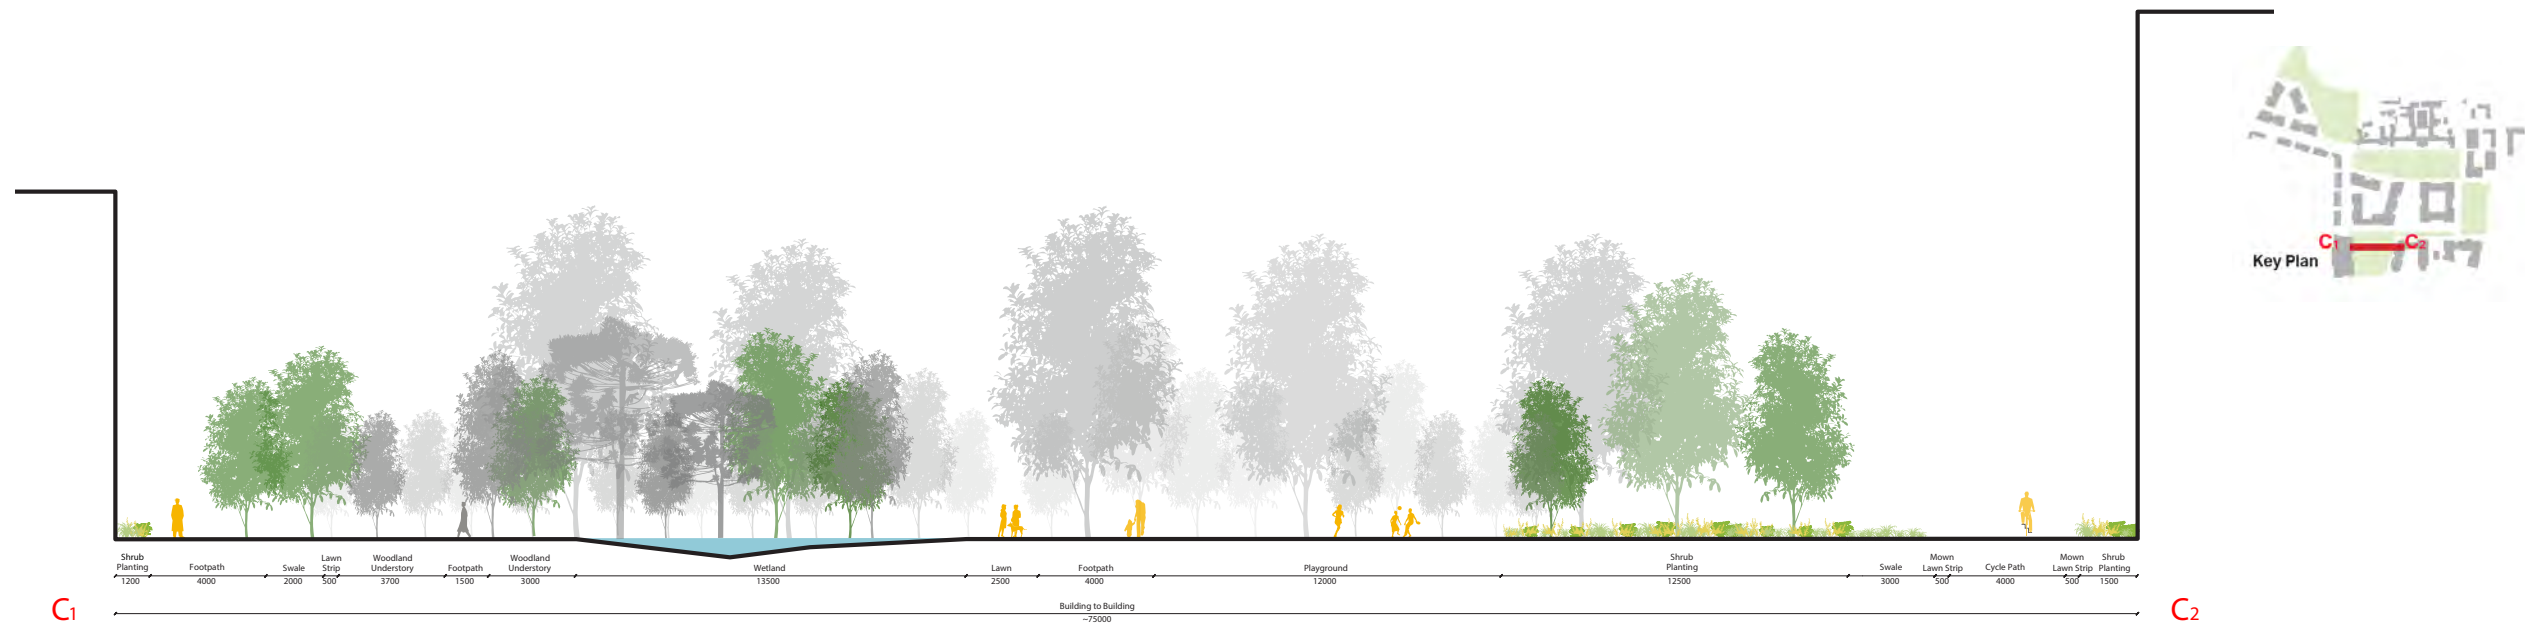 C1
C2
Key Plan
Shrub
Planting
1200
Footpath
4000
Swale
2000
Lawn
Strip
500
Woodland
Understory
3700
Footpath
1500
Woodland
Understory
3000
Wetland
13500
Lawn
2500
Footpath
4000
Playground
12000
Shrub
Planting
12500
Swale
3000
Mown
Lawn Strip
500
Cycle Path
4000
Mown
Lawn Strip
500
Shrub
Planting
1500
C1
Building to Building
~75000
C2